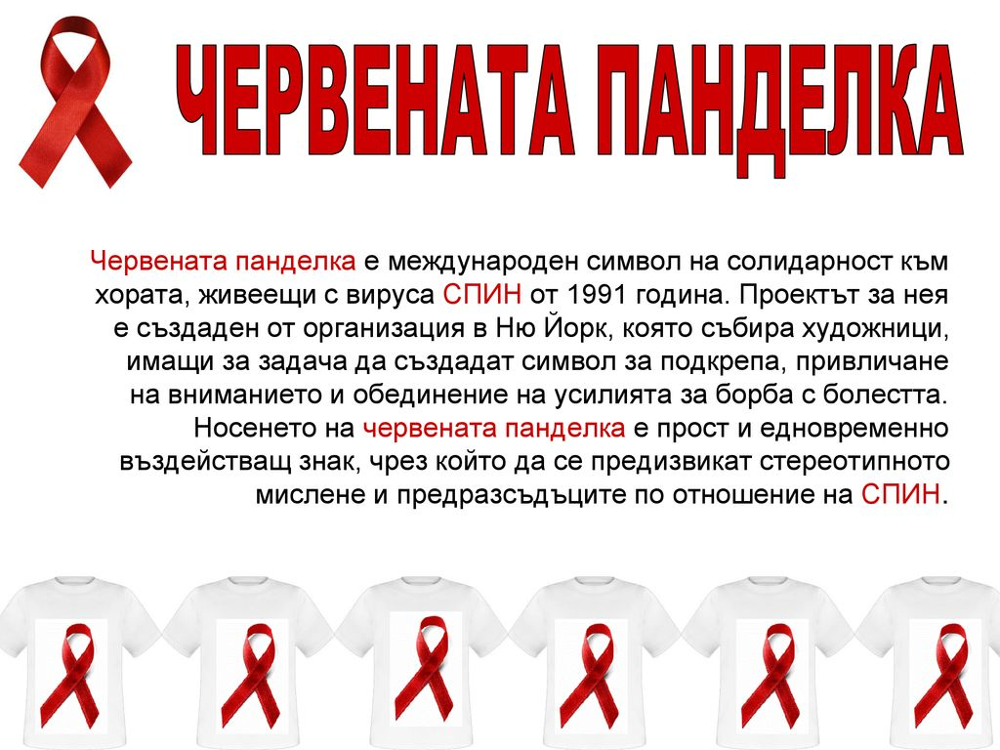 ЧЕРВЕНАТА ПАНДЕЛКА
Червената панделка е международен символ на солидарност към
хората, живеещи с вируса СПИН от 1991 година. Проектът за нея
е създаден от организация в Ню Йорк, която събира художници,
имащи за задача да създадат символ за подкрепа, привличане
на вниманието и обединение на усилията за борба с болестта.
Носенето на червената панделка е прост и едновременно
въздействащ знак, чрез който да се предизвикат стереотипното
мислене и предразсъдъците по отношение на СПИН.